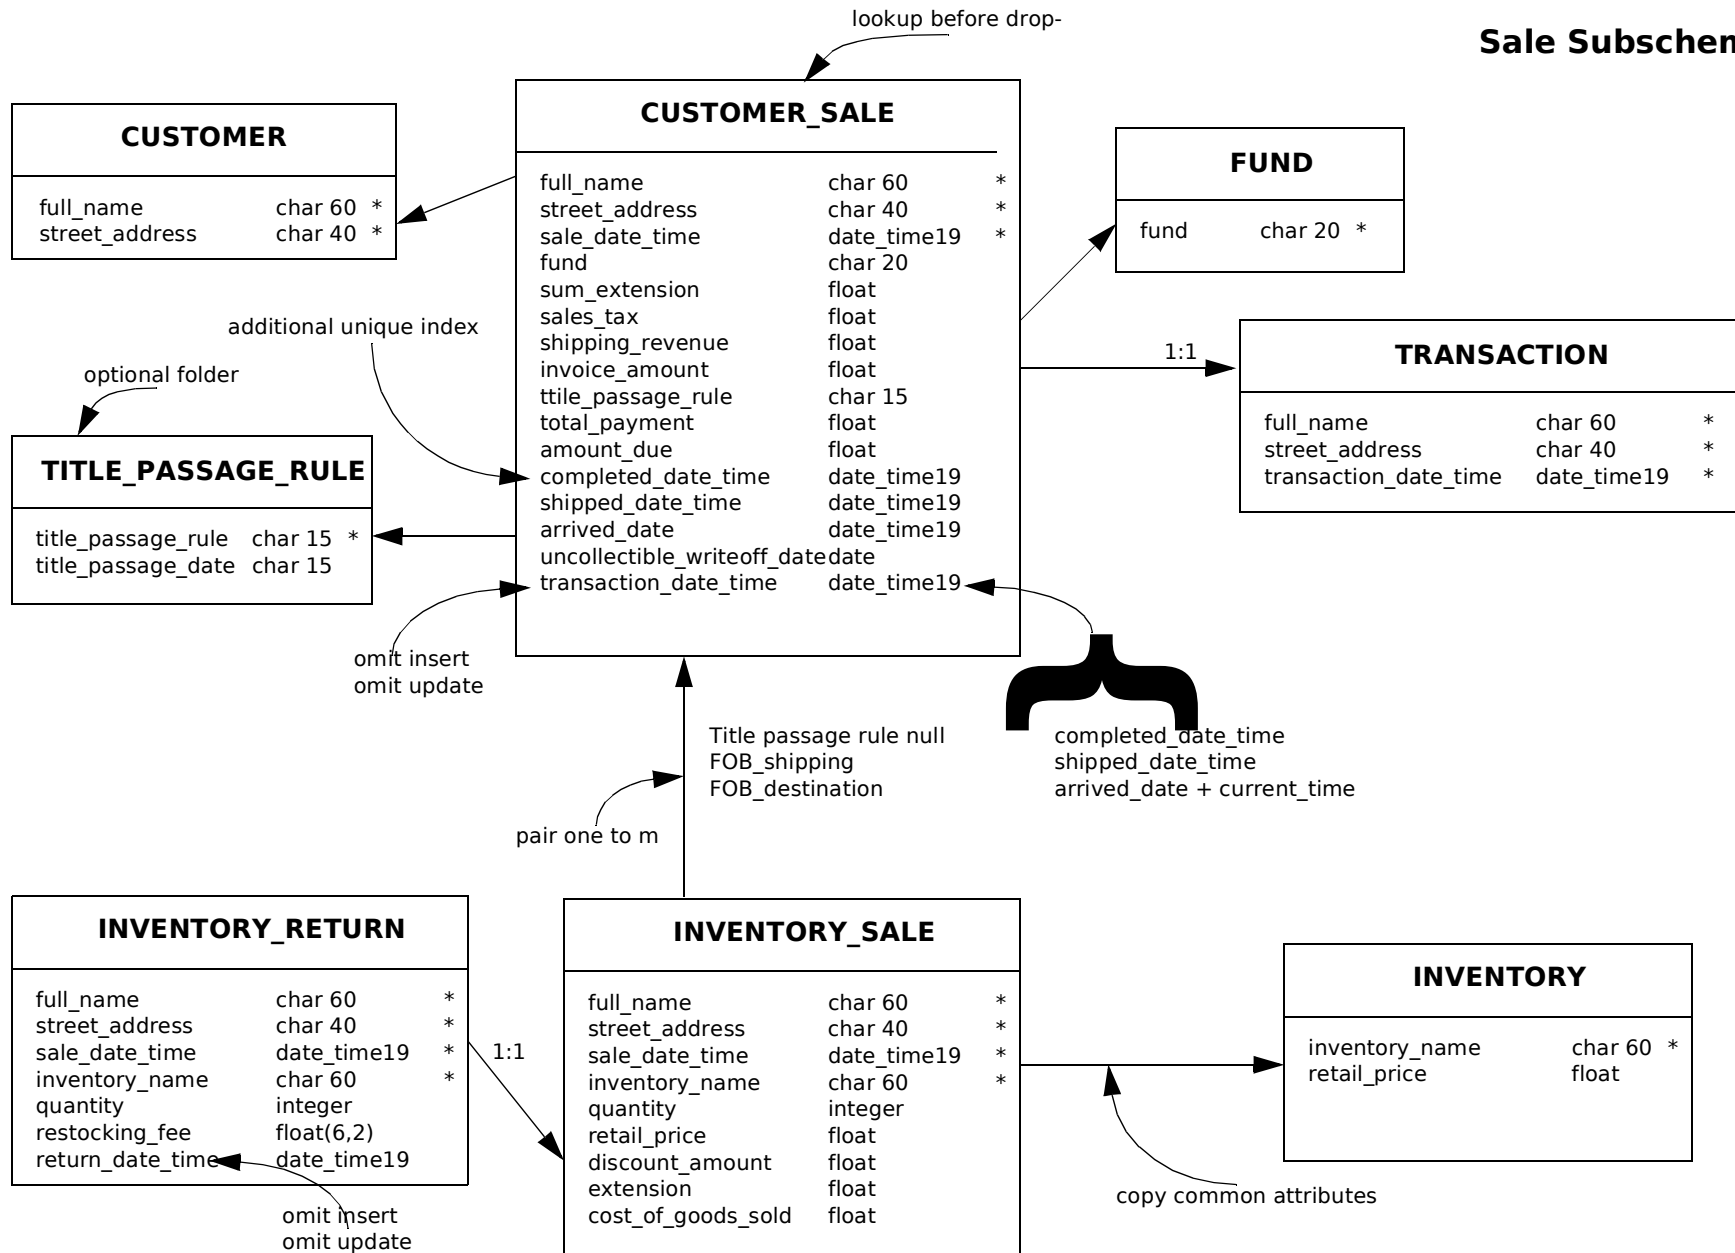 lookup before drop-
Sale Subschem
CUSTOMER
full_name char 60 *
street_address char 40 *
CUSTOMER_SALE
full_name char 60 *
street_address char 40 *
sale_date_time date_time19 *
fund char 20
sum_extension float
sales_tax float
shipping_revenue float
invoice_amount float
ttile_passage_rule char 15
total_payment float
amount_due float
completed_date_time date_time19
shipped_date_time date_time19
arrived_date date_time19
uncollectible_writeoff_date date
transaction_date_time date_time19
FUND
fund char 20 *
1:1
TRANSACTION
full_name char 60 *
street_address char 40 *
transaction_date_time date_time19 *
additional unique index
optional folder
TITLE_PASSAGE_RULE
title_passage_rule char 15 *
title_passage_date char 15
omit insert
omit update
Title passage rule null
FOB_shipping
FOB_destination
completed_date_time
shipped_date_time
arrived_date + current_time
pair one to m
INVENTORY_RETURN
full_name char 60 *
street_address char 40 *
sale_date_time date_time19 *
inventory_name char 60 *
quantity integer
restocking_fee float(6,2)
return_date_time date_time19
omit insert
omit update
1:1
INVENTORY_SALE
full_name char 60 *
street_address char 40 *
sale_date_time date_time19 *
inventory_name char 60 *
quantity integer
retail_price float
discount_amount float
extension float
cost_of_goods_sold float
INVENTORY
inventory_name char 60 *
retail_price float
copy common attributes